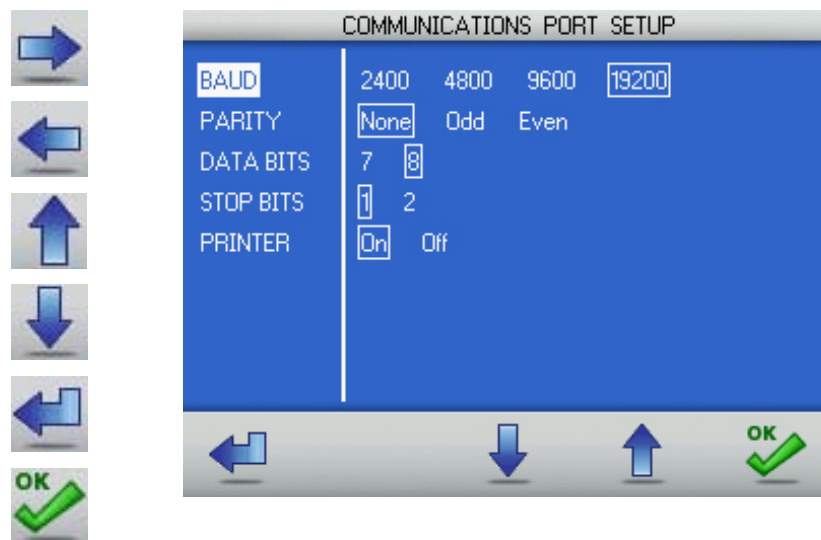 COMMUNICATIONS PORT SETUP
BAUD 2400 4800 9600 19200
PARITY None Odd Even
DATA BITS 7 8
STOP BITS 1 2
PRINTER On Off
OK
OK